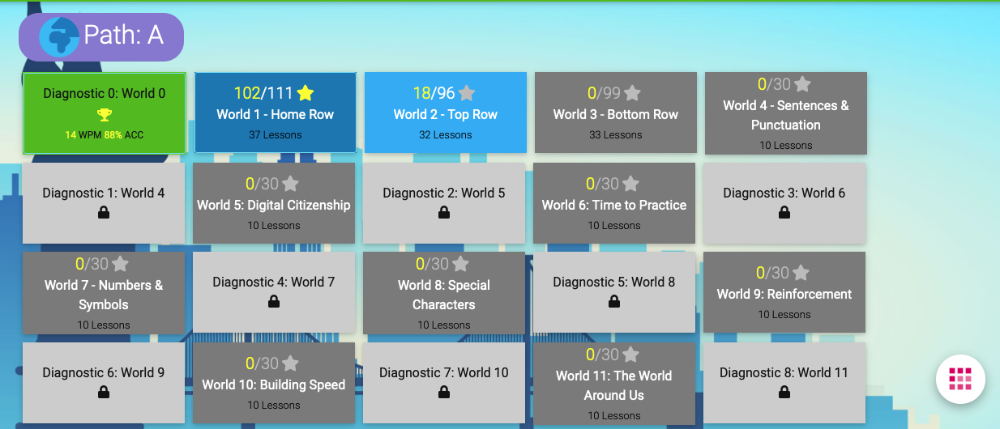 Path: A
Diagnostic 0: World 0
14 WPM 88% ACC
102/111
World 1 - Home Row
37 Lessons
18/96
World 2 - Top Row
32 Lessons
0/99
World 3 - Bottom Row
33 Lessons
0/30
World 4 - Sentences &
Punctuation
10 Lessons
Diagnostic 1: World 4
0/30
World 5: Digital Citizenship
10 Lessons
Diagnostic 2: World 5
0/30
World 6: Time to Practice
10 Lessons
Diagnostic 3: World 6
0/30
World 7 - Numbers &
Symbols
10 Lessons
Diagnostic 4: World 7
0/30
World 8: Special
Characters
10 Lessons
Diagnostic 5: World 8
0/30
World 9: Reinforcement
10 Lessons
Diagnostic 6: World 9
0/30
World 10: Building Speed
10 Lessons
Diagnostic 7: World 10
0/30
World 11: The World
Around Us
10 Lessons
Diagnostic 8: World 11